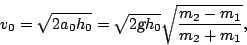 v_0 = \sqrt{2a_0h_0} = \sqrt{2gh_0}\sqrt{\frac{m_2 - m_1}{m_2 + m_1}},